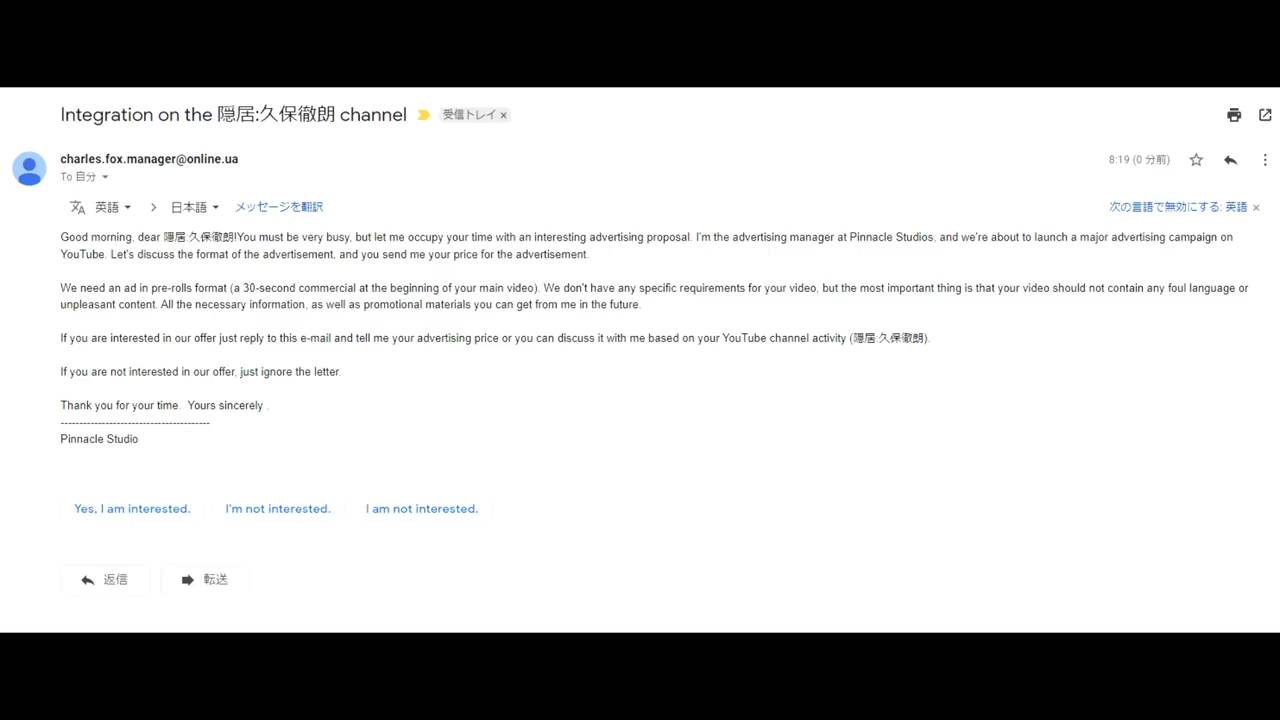 Integration on the 隠居:久保徹朗 channel 受信トレイ ×
charles.fox.manager@online.ua
8:19 (0 分前)
To 自分
英語 > 日本語 メッセージを翻訳
次の言語で無効にする: 英語 ×
Good morning, dear 隠居:久保徹朗!You must be very busy, but let me occupy your time with an interesting advertising proposal. I'm the advertising manager at Pinnacle Studios, and we're about to launch a major advertising campaign on
YouTube. Let's discuss the format of the advertisement, and you send me your price for the advertisement.
We need an ad in pre-rolls format (a 30-second commercial at the beginning of your main video). We don't have any specific requirements for your video, but the most important thing is that your video should not contain any foul language or
unpleasant content. All the necessary information, as well as promotional materials you can get from me in the future.
If you are interested in our offer just reply to this e-mail and tell me your advertising price or you can discuss it with me based on your YouTube channel activity (隠居:久保徹朗).
If you are not interested in our offer, just ignore the letter.
Thank you for your time.  Yours sincerely .
----------------------------------------
Pinnacle Studio
Yes, I am interested. I'm not interested. I am not interested.
返信 転送